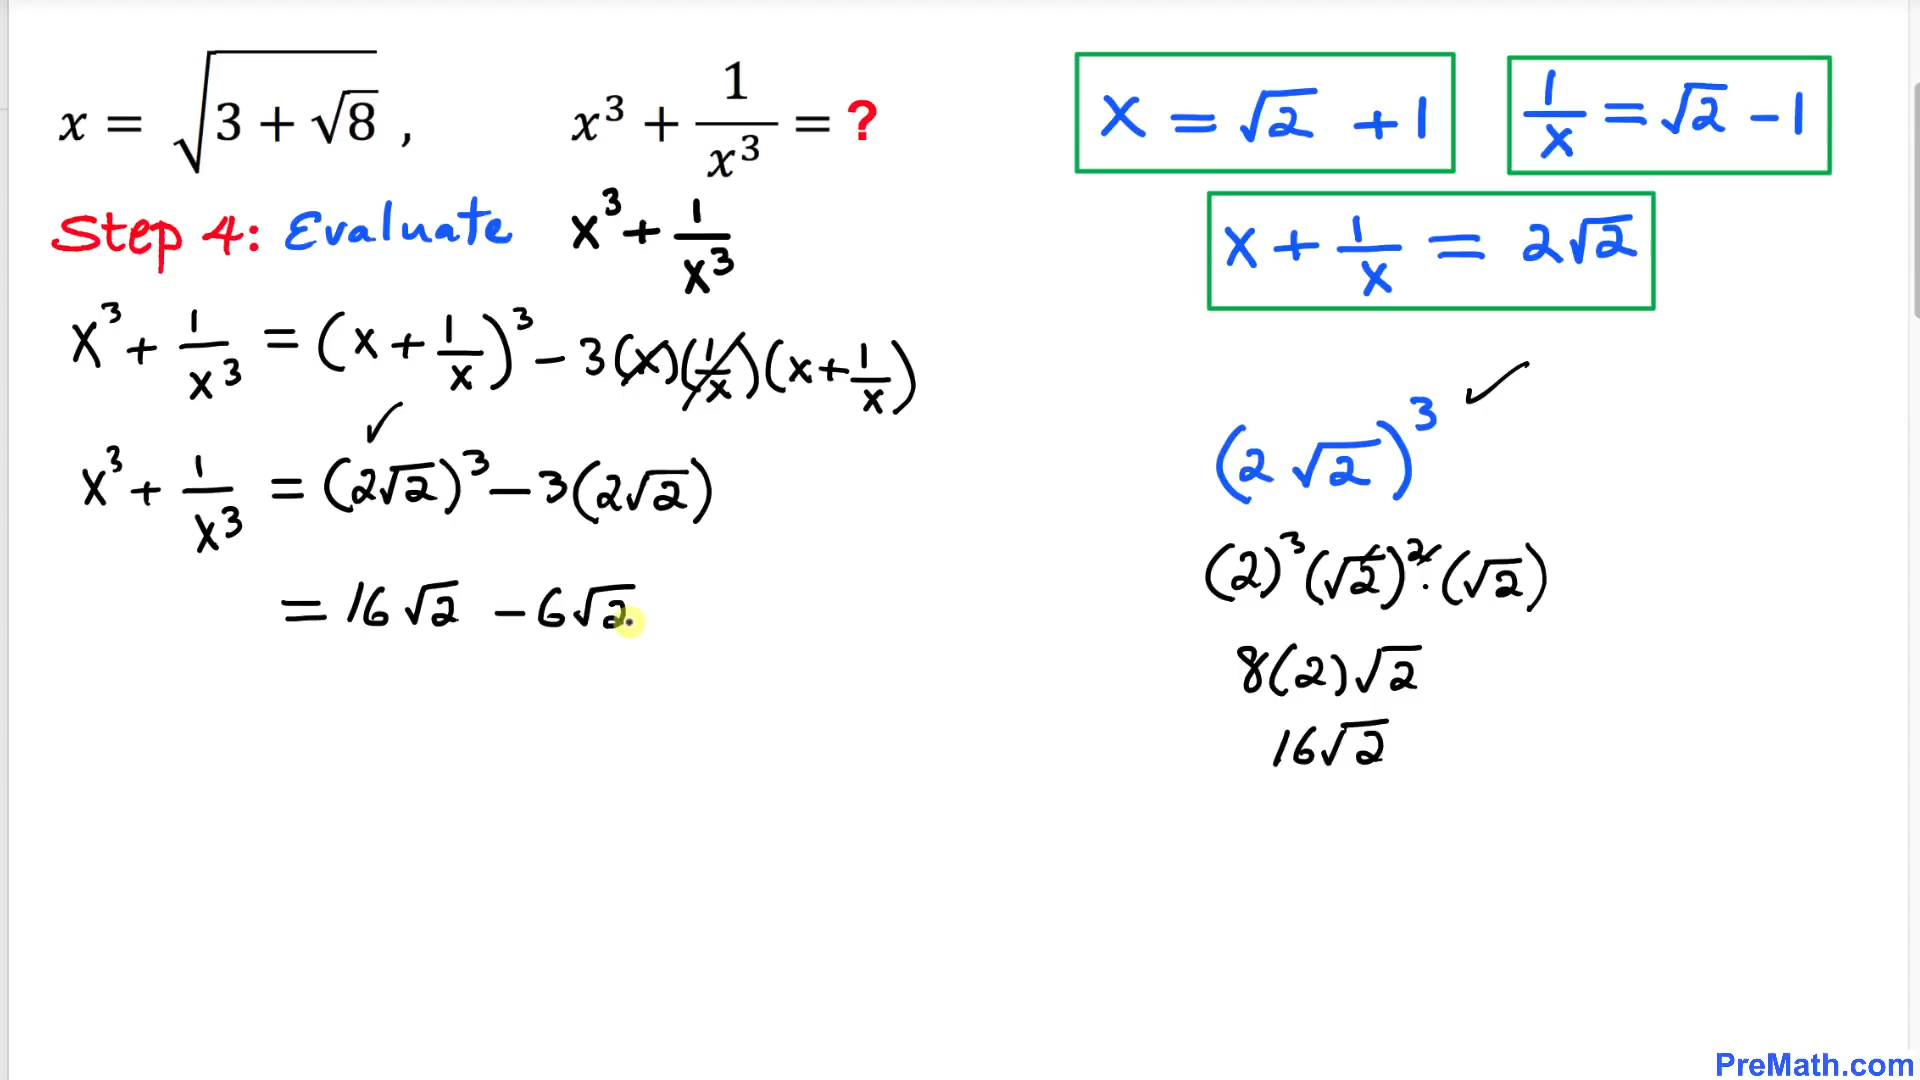 x = √(3 + √8) ,    x³ + 1/x³ = ?
Step 4: Evaluate x³ + 1/x³
x³ + 1/x³ = (x + 1/x)³ − 3(x)(1/x)(x + 1/x)
✓
x³ + 1/x³ = (2√2)³ − 3(2√2)
= 16√2 − 6√2
x = √2 + 1
1/x = √2 − 1
x + 1/x = 2√2
(2√2)³ ✓
(2)³(√2)²·(√2)
8(2)√2
16√2
PreMath.com